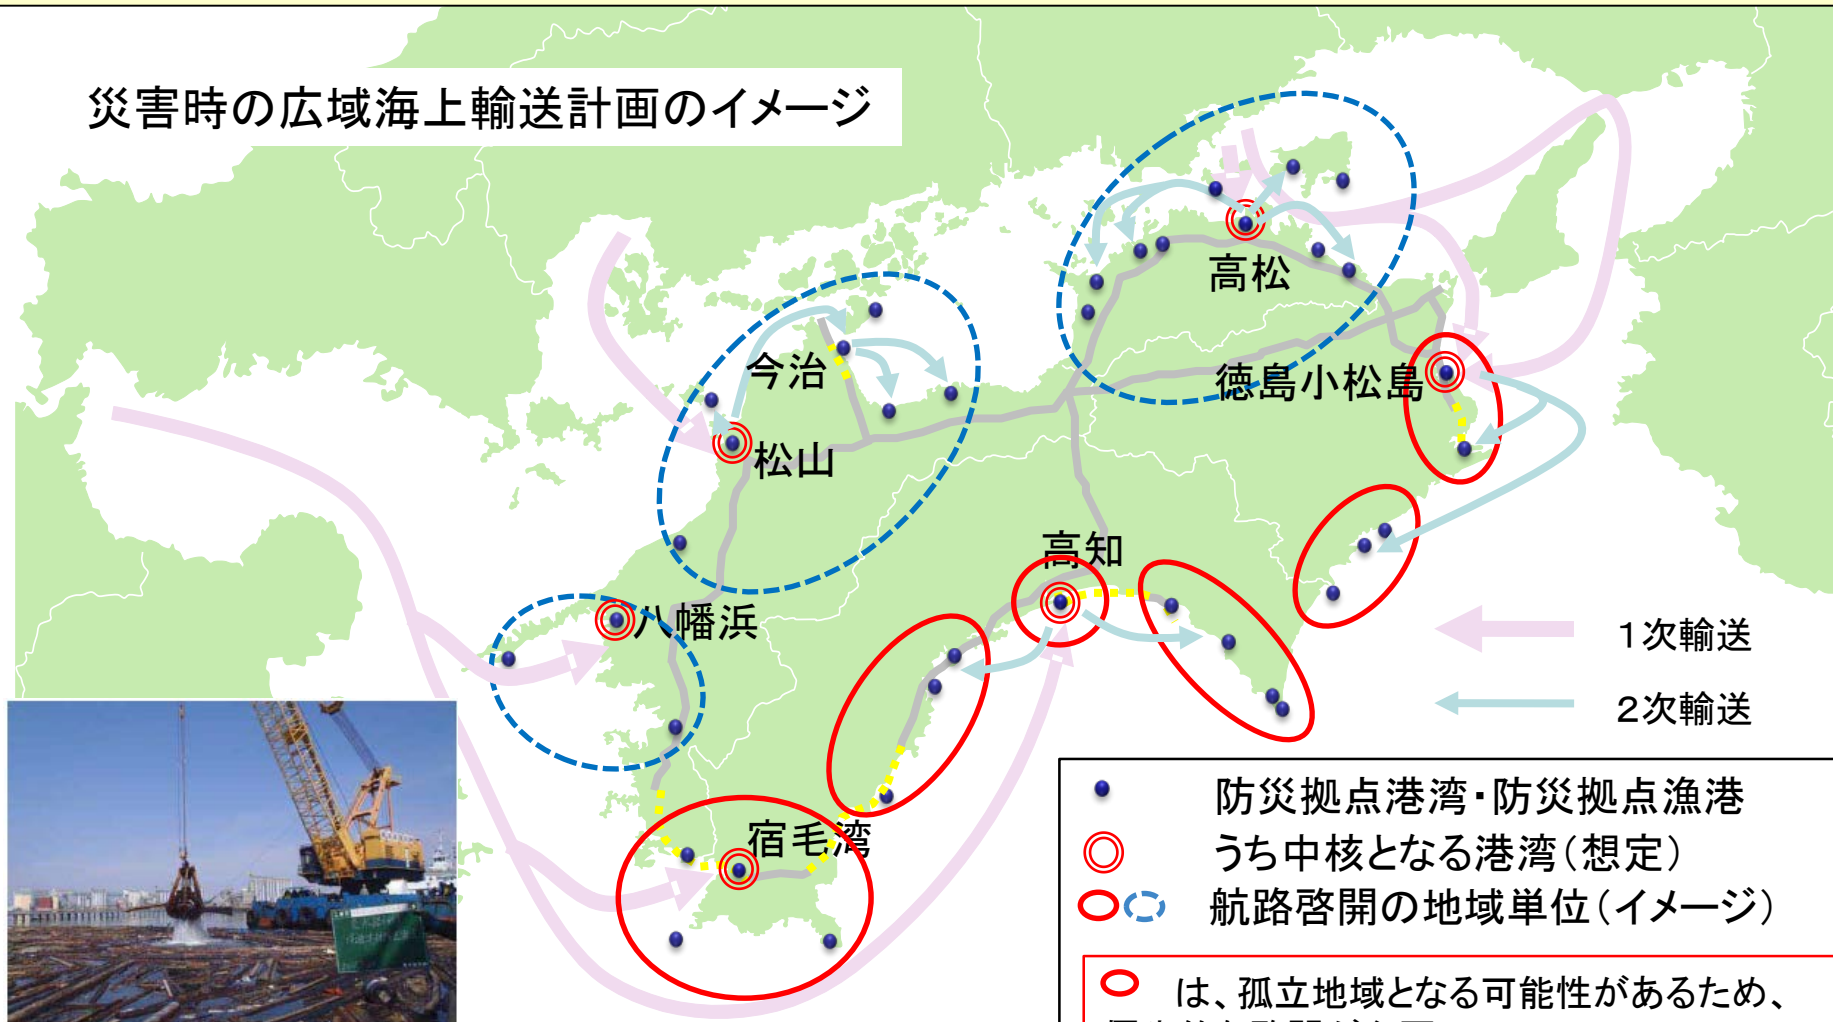 災害時の広域海上輸送計画のイメージ
高松
今治
徳島小松島
松山
高知
八幡浜
1次輸送
2次輸送
宿毛湾
防災拠点港湾・防災拠点漁港
うち中核となる港湾(想定)
航路啓開の地域単位(イメージ)
は、孤立地域となる可能性があるため、